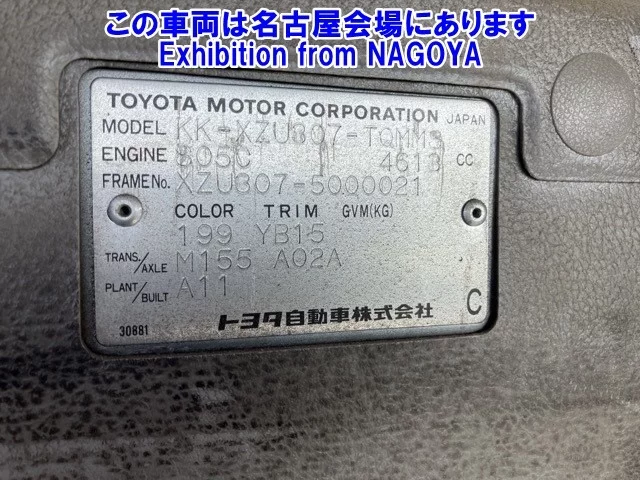 この車両は名古屋会場にあります
Exhibition from NAGOYA
TOYOTA MOTOR CORPORATION JAPAN
MODEL KK-XZU307-TQMMS
ENGINE S05C 4613 CC
FRAME No. XZU307-5000021
COLOR TRIM GVM(KG)
199 YB15
TRANS./AXLE M155 A02A
PLANT/BUILT A11
C
30881 トヨタ自動車株式会社